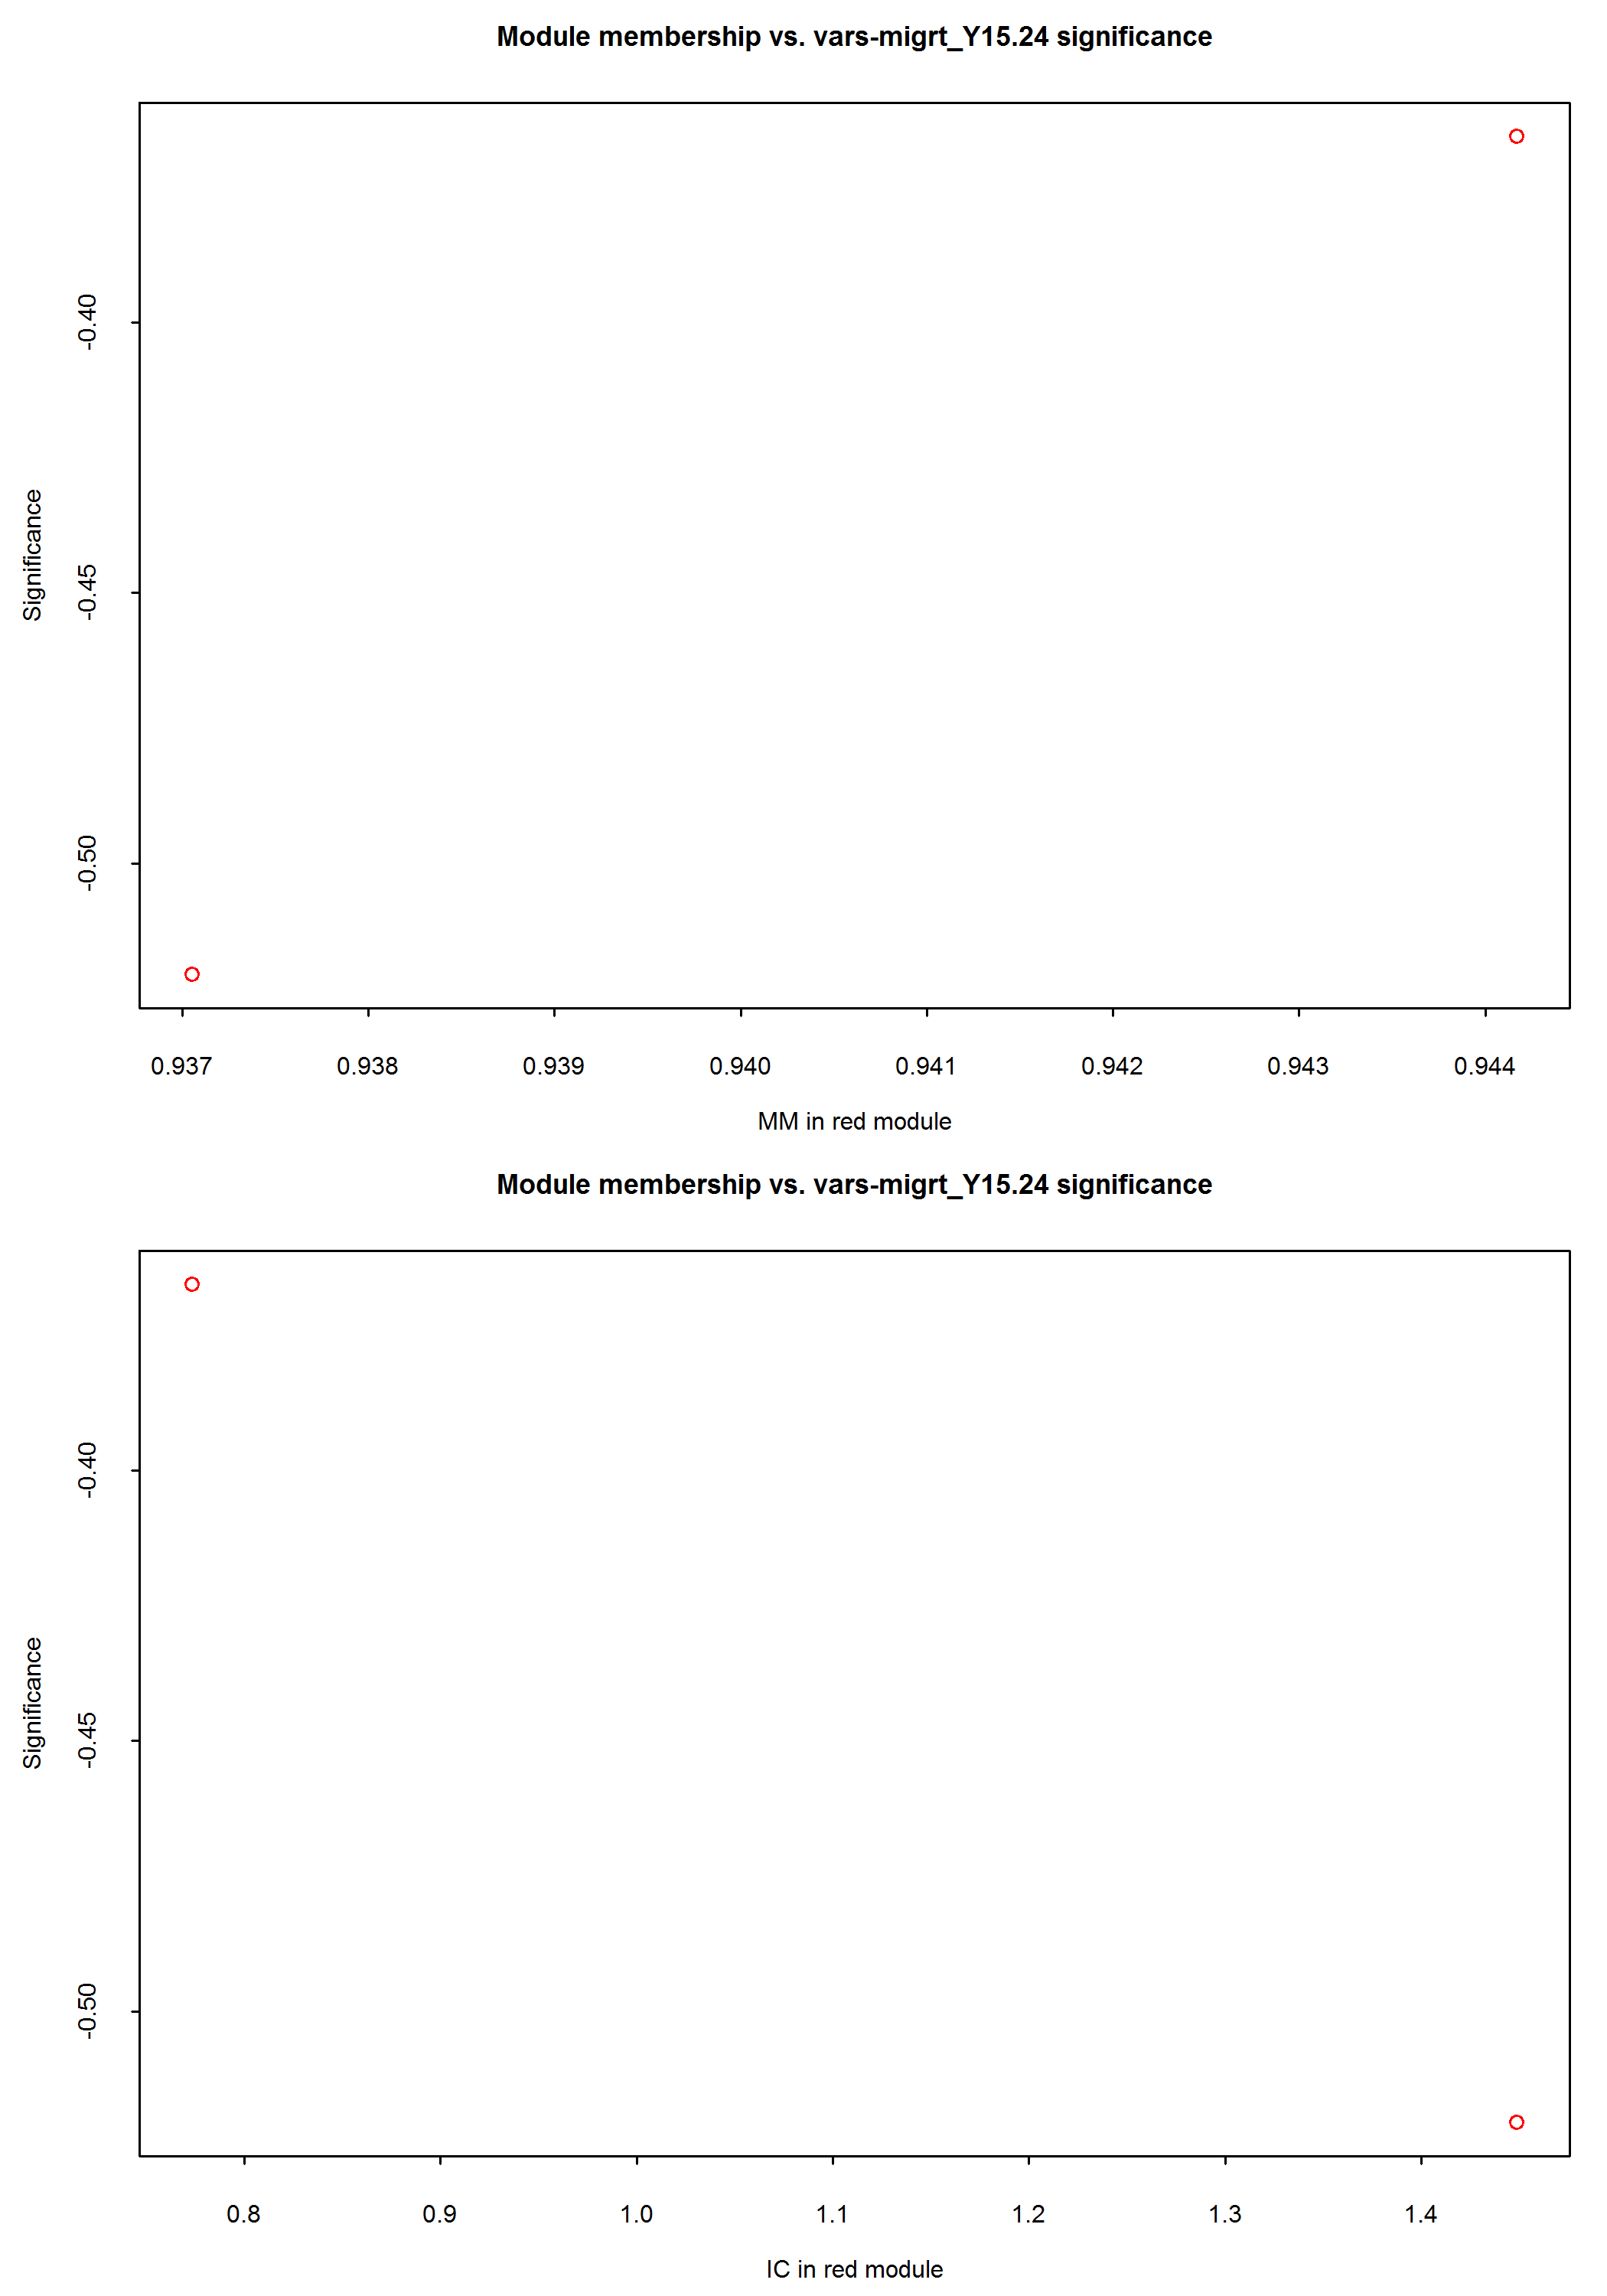 Module membership vs. vars-migrt_Y15.24 significance
-0.40
-0.45
-0.50
Significance
0.937 0.938 0.939 0.940 0.941 0.942 0.943 0.944
MM in red module
Module membership vs. vars-migrt_Y15.24 significance
-0.40
-0.45
-0.50
Significance
0.8 0.9 1.0 1.1 1.2 1.3 1.4
IC in red module